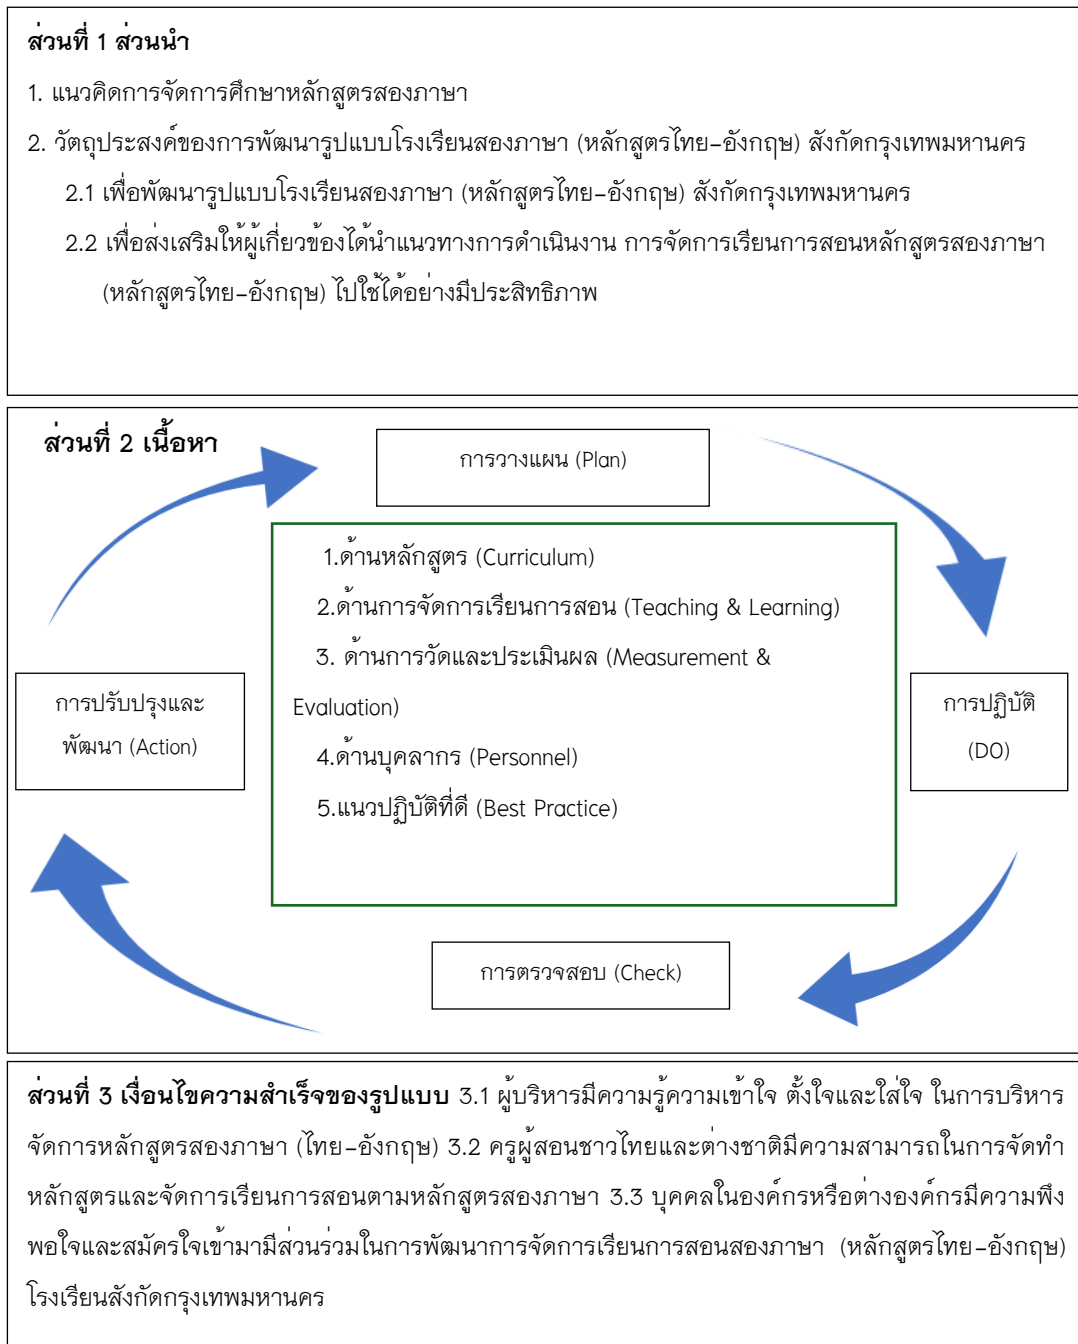 ส่วนที่ 1 ส่วนนำ
1. แนวคิดการจัดการศึกษาหลักสูตรสองภาษา
2. วัตถุประสงค์ของการพัฒนารูปแบบโรงเรียนสองภาษา (หลักสูตรไทย-อังกฤษ) สังกัดกรุงเทพมหานคร
2.1 เพื่อพัฒนารูปแบบโรงเรียนสองภาษา (หลักสูตรไทย-อังกฤษ) สังกัดกรุงเทพมหานคร
2.2 เพื่อส่งเสริมให้ผู้เกี่ยวข้องได้นำแนวทางการดำเนินงาน การจัดการเรียนการสอนหลักสูตรสองภาษา
(หลักสูตรไทย-อังกฤษ) ไปใช้ได้อย่างมีประสิทธิภาพ
ส่วนที่ 2 เนื้อหา
การวางแผน (Plan)
1.ด้านหลักสูตร (Curriculum)
2.ด้านการจัดการเรียนการสอน (Teaching & Learning)
3. ด้านการวัดและประเมินผล (Measurement &
Evaluation)
4.ด้านบุคลากร (Personnel)
5.แนวปฏิบัติที่ดี (Best Practice)
การปรับปรุงและ
พัฒนา (Action)
การปฏิบัติ
(DO)
การตรวจสอบ (Check)
ส่วนที่ 3 เงื่อนไขความสำเร็จของรูปแบบ 3.1 ผู้บริหารมีความรู้ความเข้าใจ ตั้งใจและใส่ใจ ในการบริหาร
จัดการหลักสูตรสองภาษา (ไทย-อังกฤษ) 3.2 ครูผู้สอนชาวไทยและต่างชาติมีความสามารถในการจัดทำ
หลักสูตรและจัดการเรียนการสอนตามหลักสูตรสองภาษา 3.3 บุคคลในองค์กรหรือต่างองค์กรมีความพึง
พอใจและสมัครใจเข้ามามีส่วนร่วมในการพัฒนาการจัดการเรียนการสอนสองภาษา (หลักสูตรไทย-อังกฤษ)
โรงเรียนสังกัดกรุงเทพมหานคร